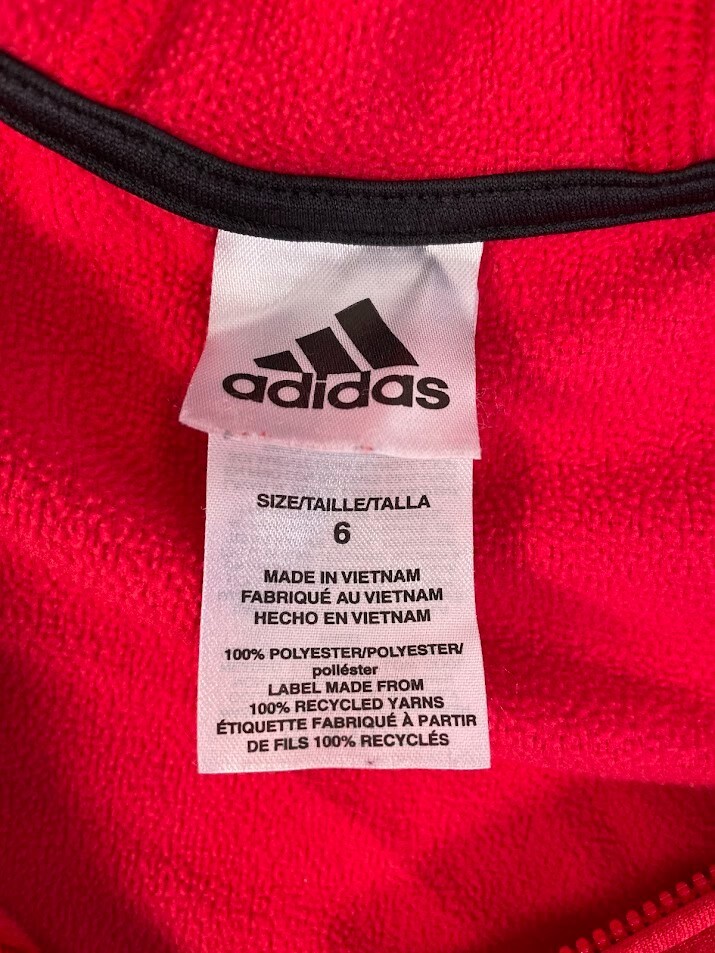 adidas
SIZE/TAILLE/TALLA
6
MADE IN VIETNAM
FABRIQUÉ AU VIETNAM
HECHO EN VIETNAM
100% POLYESTER/POLYESTER/
poliéster
LABEL MADE FROM
100% RECYCLED YARNS
ÉTIQUETTE FABRIQUÉ À PARTIR
DE FILS 100% RECYCLÉS